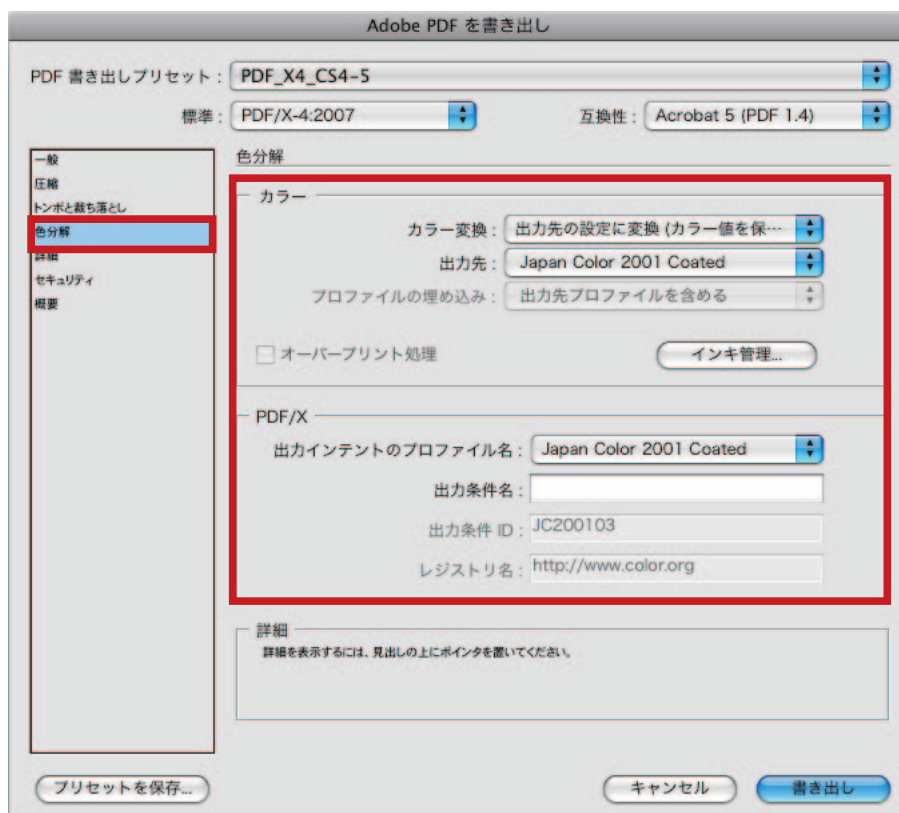 Adobe PDF を書き出し
PDF 書き出しプリセット : PDF_X4_CS4-5
標準 : PDF/X-4:2007 互換性 : Acrobat 5 (PDF 1.4)
一般
圧縮
トンボと裁ち落とし
色分解
詳細
セキュリティ
概要
色分解
カラー
カラー変換 : 出力先の設定に変換 (カラー値を保…
出力先 : Japan Color 2001 Coated
プロファイルの埋め込み : 出力先プロファイルを含める
オーバープリント処理 インキ管理...
PDF/X
出力インテントのプロファイル名 : Japan Color 2001 Coated
出力条件名 :
出力条件 ID : JC200103
レジストリ名 : http://www.color.org
詳細
詳細を表示するには、見出しの上にポインタを置いてください。
プリセットを保存... キャンセル 書き出し